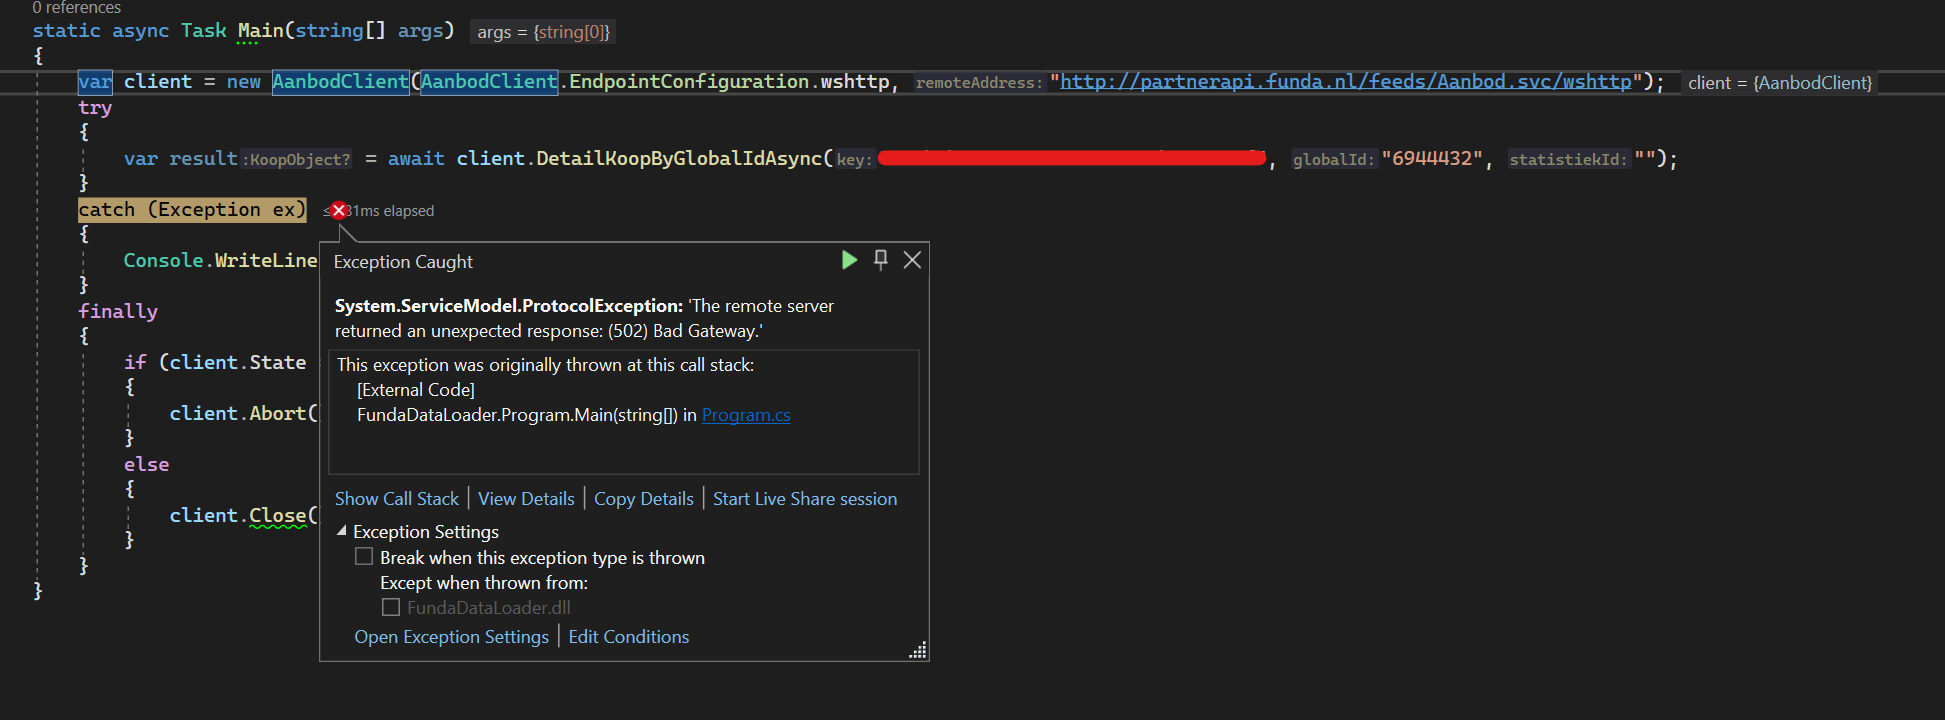 0 references
static async Task Main(string[] args) args = {string[0]}
{
var client = new AanbodClient(AanbodClient.EndpointConfiguration.wshttp, remoteAddress: "http://partnerapi.funda.nl/feeds/Aanbod.svc/wshttp"); client = {AanbodClient}
try
{
var result :KoopObject? = await client.DetailKoopByGlobalIdAsync( key: , globalId: "6944432", statistiekId: "");
}
catch (Exception ex) 31ms elapsed
{
Console.WriteLine
}
finally
{
if (client.State
{
client.Abort(
}
else
{
client.Close(
}
}
}
Exception Caught
System.ServiceModel.ProtocolException: 'The remote server
returned an unexpected response: (502) Bad Gateway.'
This exception was originally thrown at this call stack:
[External Code]
FundaDataLoader.Program.Main(string[]) in Program.cs
Show Call Stack | View Details | Copy Details | Start Live Share session
Exception Settings
Break when this exception type is thrown
Except when thrown from:
FundaDataLoader.dll
Open Exception Settings | Edit Conditions